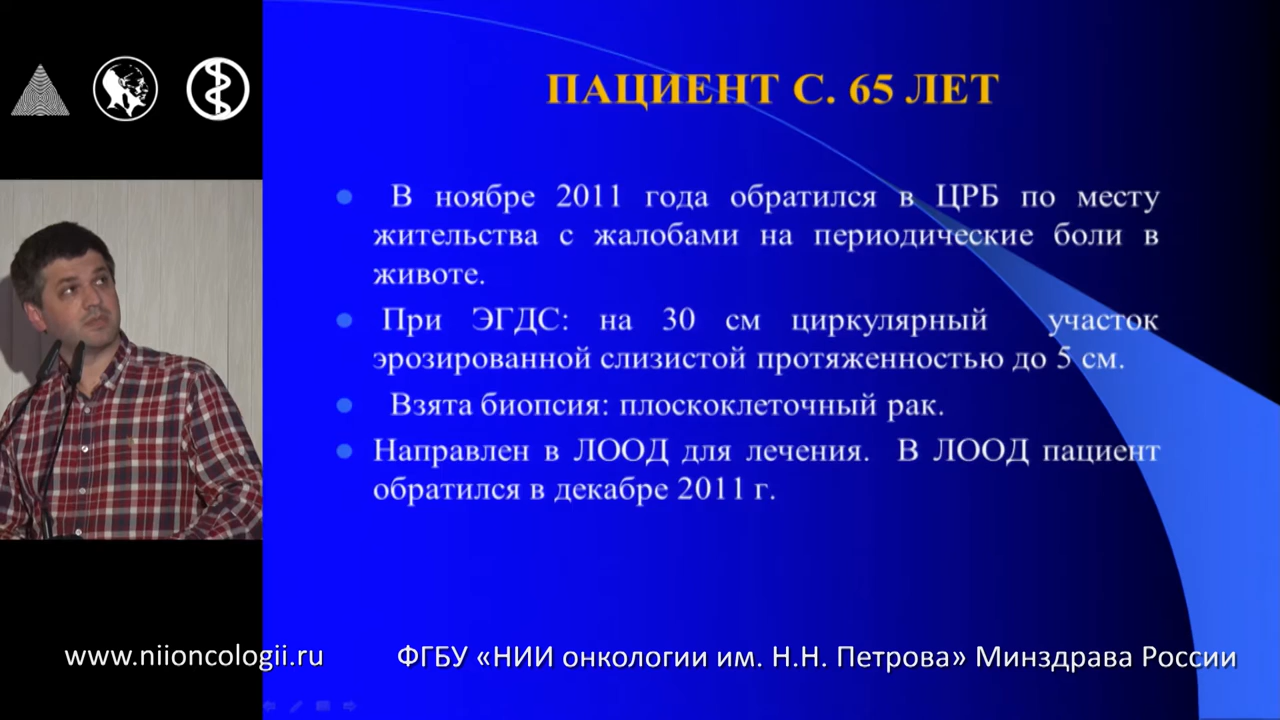 ПАЦИЕНТ С. 65 ЛЕТ
В ноябре 2011 года обратился в ЦРБ по месту
жительства с жалобами на периодические боли в
животе.
При ЭГДС: на 30 см циркулярный участок
эрозированной слизистой протяженностью до 5 см.
Взята биопсия: плоскоклеточный рак.
Направлен в ЛООД для лечения. В ЛООД пациент
обратился в декабре 2011 г.
www.niioncologii.ru
ФГБУ «НИИ онкологии им. Н.Н. Петрова» Минздрава России